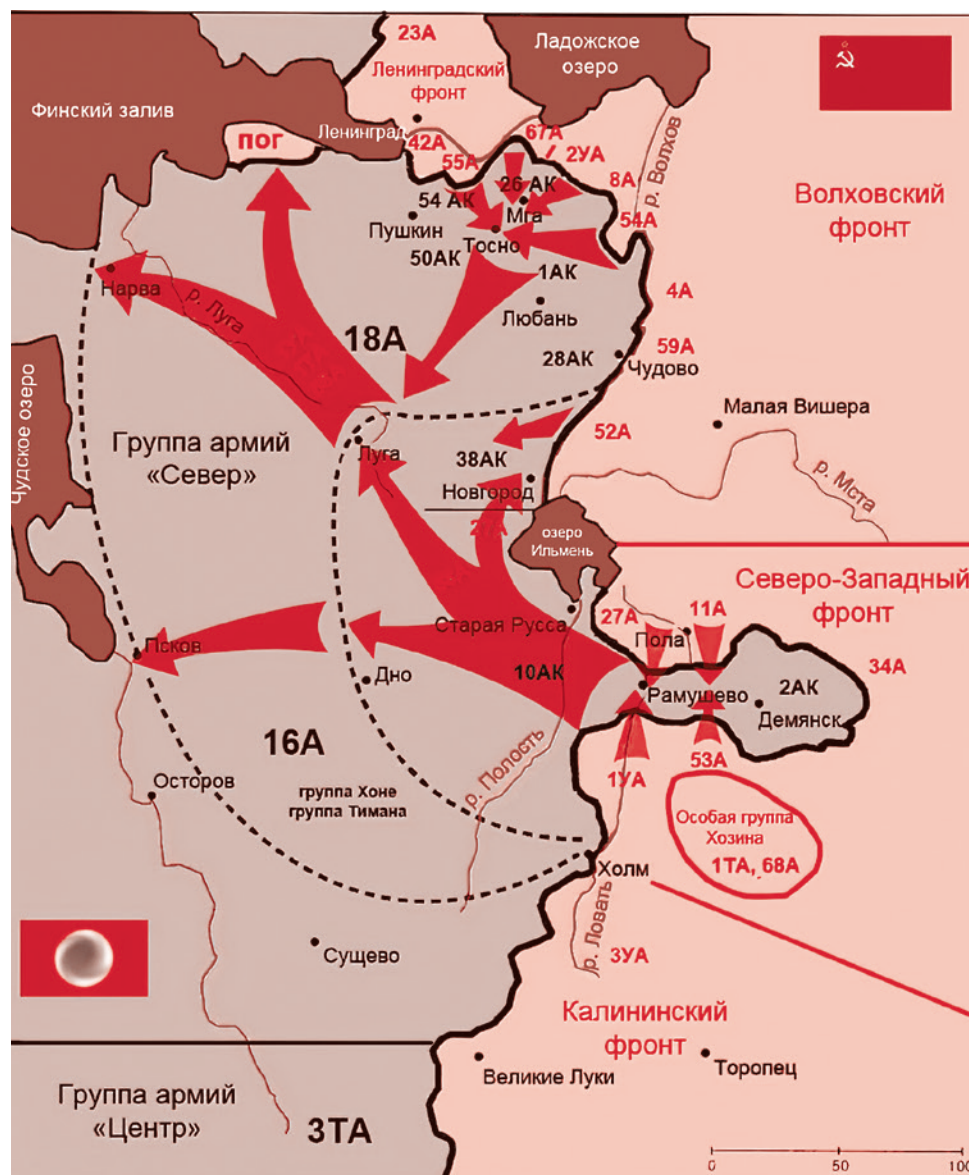 23А
Ладожское
озеро
Ленинградский
фронт
Финский залив
Ленинград
ПОГ
42А
67А
2УА
55А
8А
р. Волхов
Волховский
фронт
26 АК
54 АК
Мга
54А
Пушкин
Тосно
50АК
1АК
4А
Нарва
р. Луга
Любань
18А
28АК
59А
Чудово
Чудское озеро
Малая Вишера
52А
Группа армий
«Север»
Луга
38АК
р. Мста
Новгород
27А
озеро
Ильмень
Северо-Западный
фронт
27А
11А
Старая Русса
Пола
34А
Псков
10АК
Дно
Рамушево
2АК
Демянск
16А
р. Полость
53А
1УА
Осторов
группа Хоне
группа Тимана
Особая группа
Хозина
1ТА, 68А
Холм
р. Ловать
Сущево
3УА
Калининский
фронт
Великие Луки
Торопец
Группа армий
«Центр»
3ТА
0 50 100